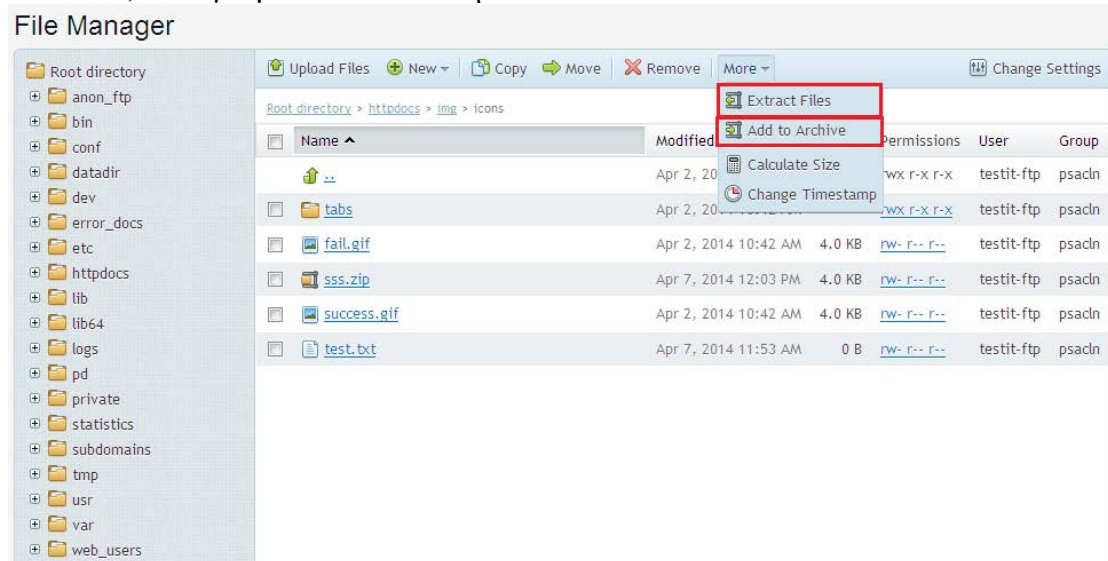 File Manager
Root directory
anon_ftp
bin
conf
datadir
dev
error_docs
etc
httpdocs
lib
lib64
logs
pd
private
statistics
subdomains
tmp
usr
var
web_users
Upload Files New Copy Move Remove More Change Settings
Root directory > httpdocs > img > icons
Extract Files
Add to Archive
Calculate Size
Change Timestamp
Name Modified Permissions User Group
.. Apr 2, 20 rwx r-x r-x testit-ftp psacln
tabs Apr 2, 20 rwx r-x r-x testit-ftp psacln
fail.gif Apr 2, 2014 10:42 AM 4.0 KB rw- r-- r-- testit-ftp psacln
sss.zip Apr 7, 2014 12:03 PM 4.0 KB rw- r-- r-- testit-ftp psacln
success.gif Apr 2, 2014 10:42 AM 4.0 KB rw- r-- r-- testit-ftp psacln
test.txt Apr 7, 2014 11:53 AM 0 B rw- r-- r-- testit-ftp psacln